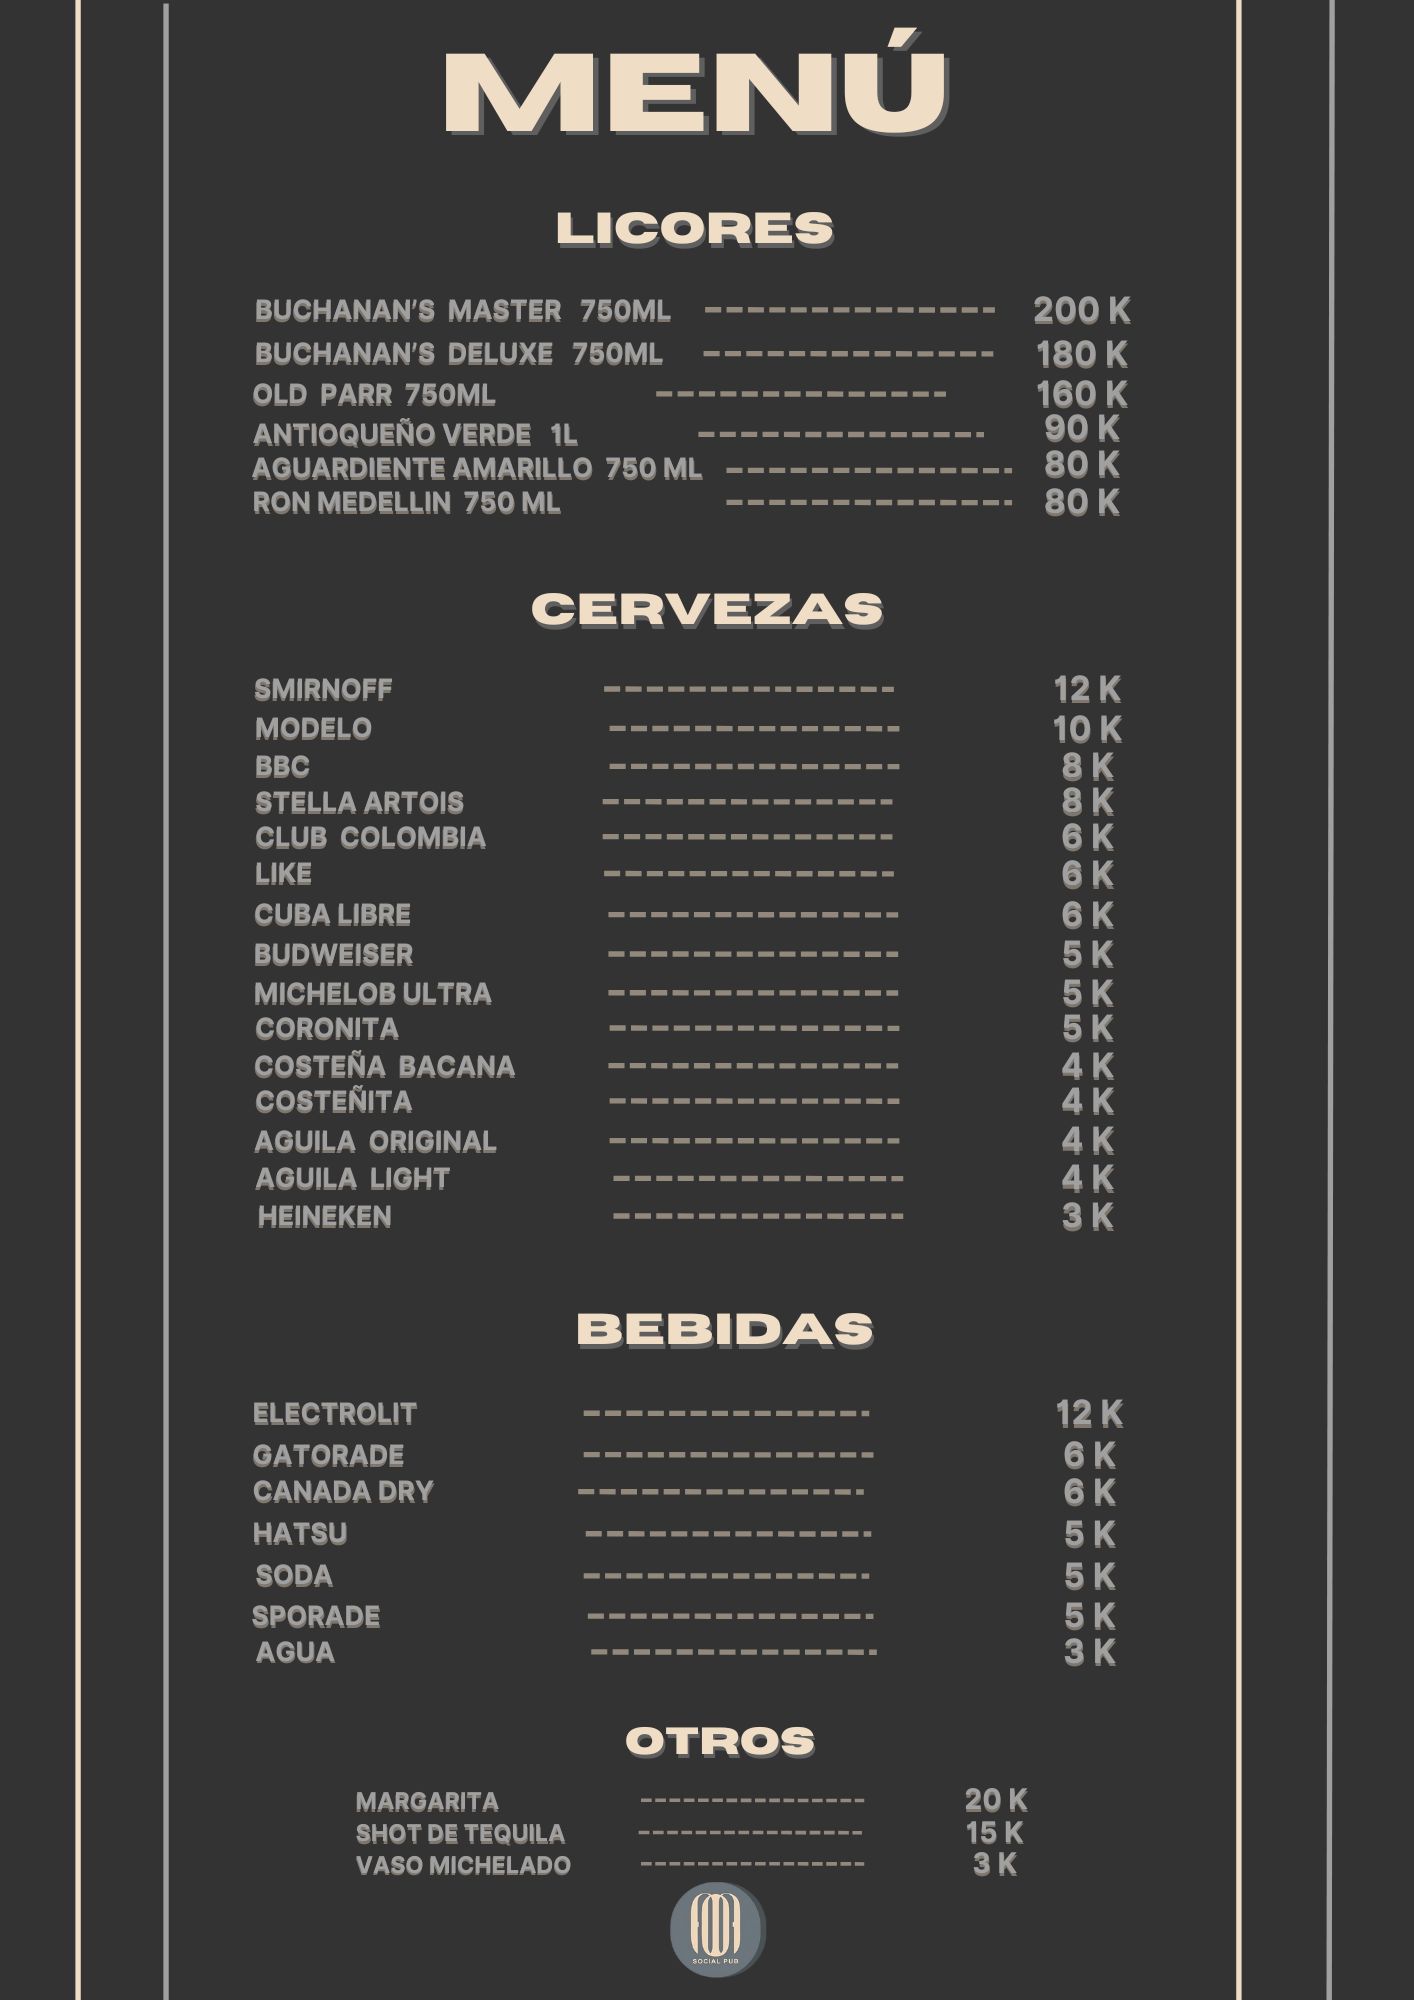 MENÚ
LICORES
BUCHANAN'S MASTER 750ML ------------- 200 K
BUCHANAN'S DELUXE 750ML ------------- 180 K
OLD PARR 750ML ------------- 160 K
ANTIOQUEÑO VERDE 1L ------------- 90 K
AGUARDIENTE AMARILLO 750 ML ------------- 80 K
RON MEDELLIN 750 ML ------------- 80 K
CERVEZAS
SMIRNOFF ------------- 12 K
MODELO ------------- 10 K
BBC ------------- 8 K
STELLA ARTOIS ------------- 8 K
CLUB COLOMBIA ------------- 6 K
LIKE ------------- 6 K
CUBA LIBRE ------------- 6 K
BUDWEISER ------------- 5 K
MICHELOB ULTRA ------------- 5 K
CORONITA ------------- 5 K
COSTEÑA BACANA ------------- 4 K
COSTEÑITA ------------- 4 K
AGUILA ORIGINAL ------------- 4 K
AGUILA LIGHT ------------- 4 K
HEINEKEN ------------- 3 K
BEBIDAS
ELECTROLIT ------------- 12 K
GATORADE ------------- 6 K
CANADA DRY ------------- 6 K
HATSU ------------- 5 K
SODA ------------- 5 K
SPORADE ------------- 5 K
AGUA ------------- 3 K
OTROS
MARGARITA ------------- 20 K
SHOT DE TEQUILA ------------- 15 K
VASO MICHELADO ------------- 3 K
SOCIAL PUB